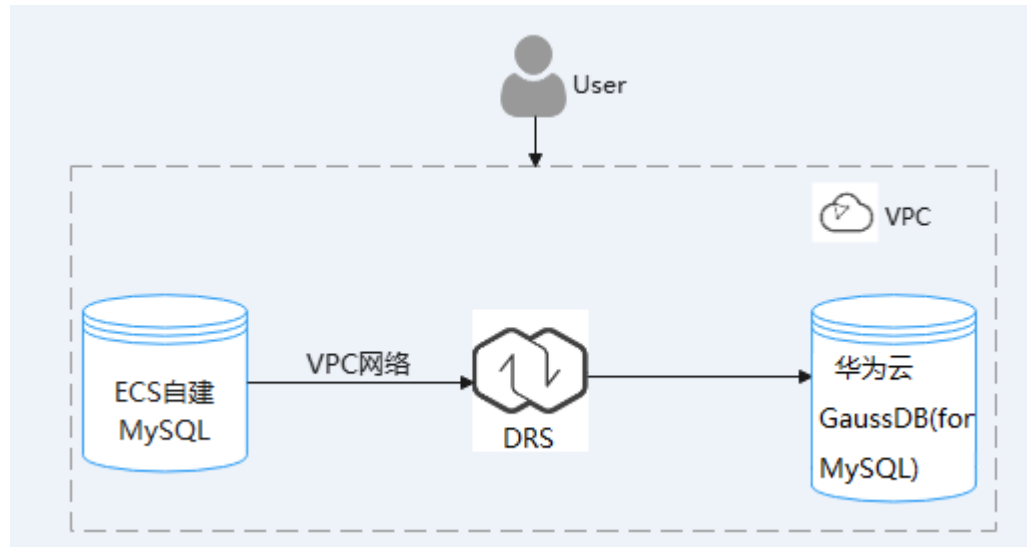 User
VPC
ECS自建
MySQL
VPC网络
DRS
华为云
GaussDB(for
MySQL)